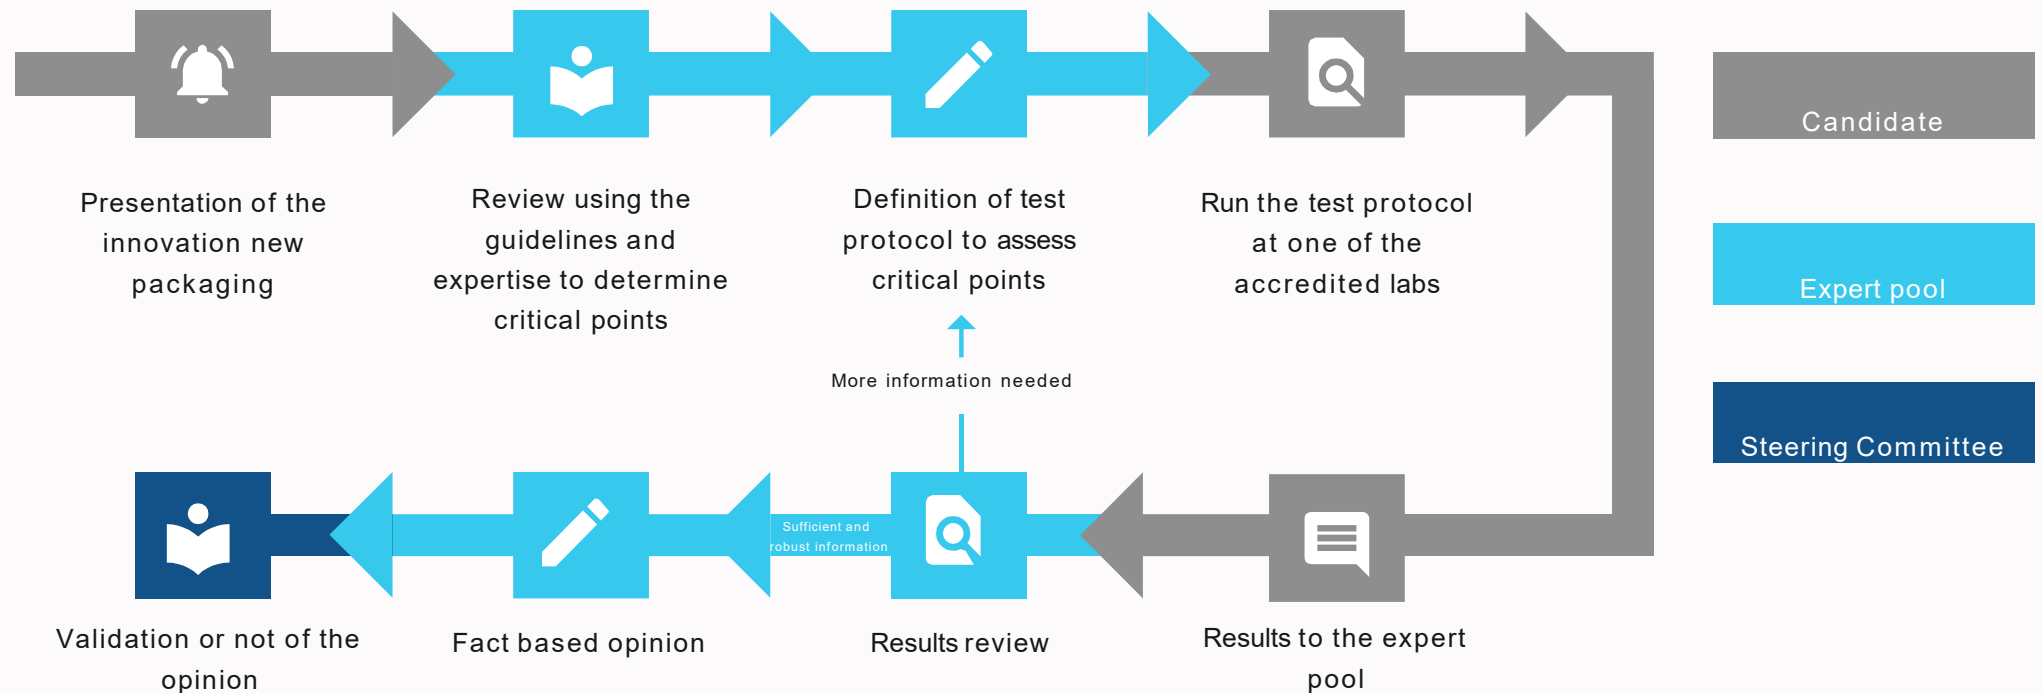 Presentation of the
innovation new
packaging
Review using the
guidelines and
expertise to determine
critical points
Definition of test
protocol to assess
critical points
Run the test protocol
at one of the
accredited labs
Candidate
Expert pool
Steering Committee
More information needed
Sufficient and
robust information
Validation or not of the
opinion
Fact based opinion
Results review
Results to the expert
pool